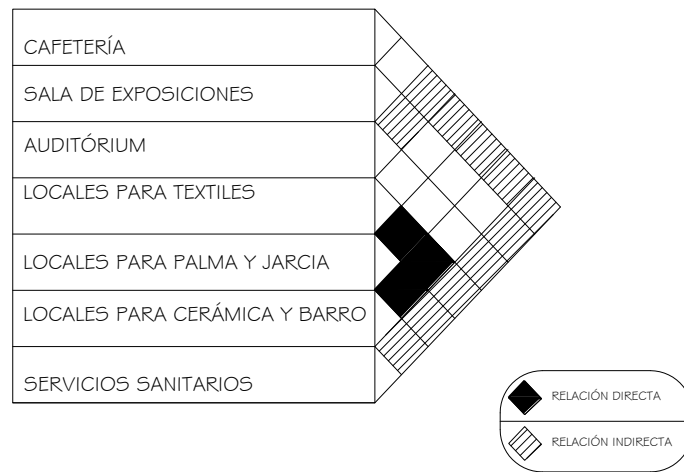 CAFETERÍA
SALA DE EXPOSICIONES
AUDITÓRIUM
LOCALES PARA TEXTILES
LOCALES PARA PALMA Y JARCIA
LOCALES PARA CERÁMICA Y BARRO
SERVICIOS SANITARIOS
RELACIÓN DIRECTA
RELACIÓN INDIRECTA